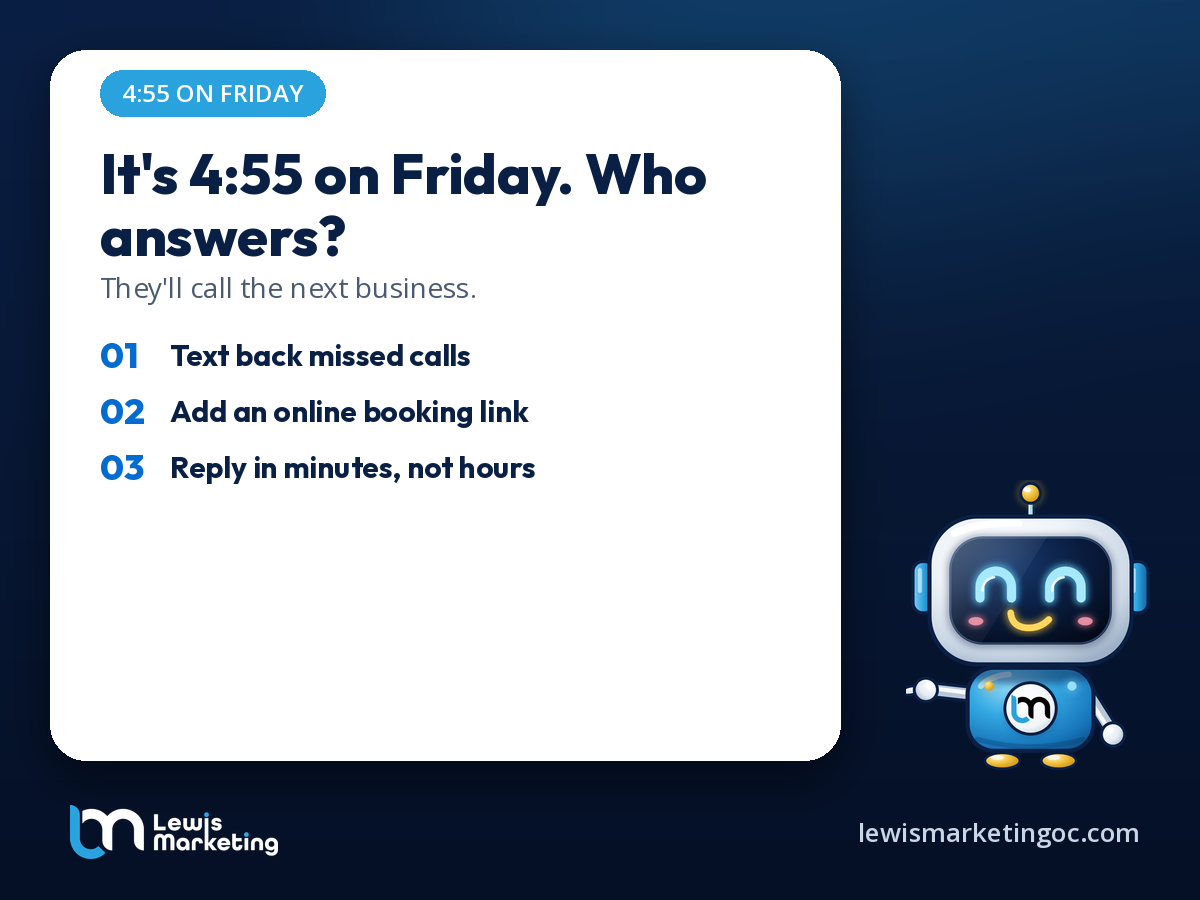 4:55 ON FRIDAY
It's 4:55 on Friday. Who
answers?
They'll call the next business.
01 Text back missed calls
02 Add an online booking link
03 Reply in minutes, not hours
bm
bm Lewis
Marketing
lewismarketingoc.com